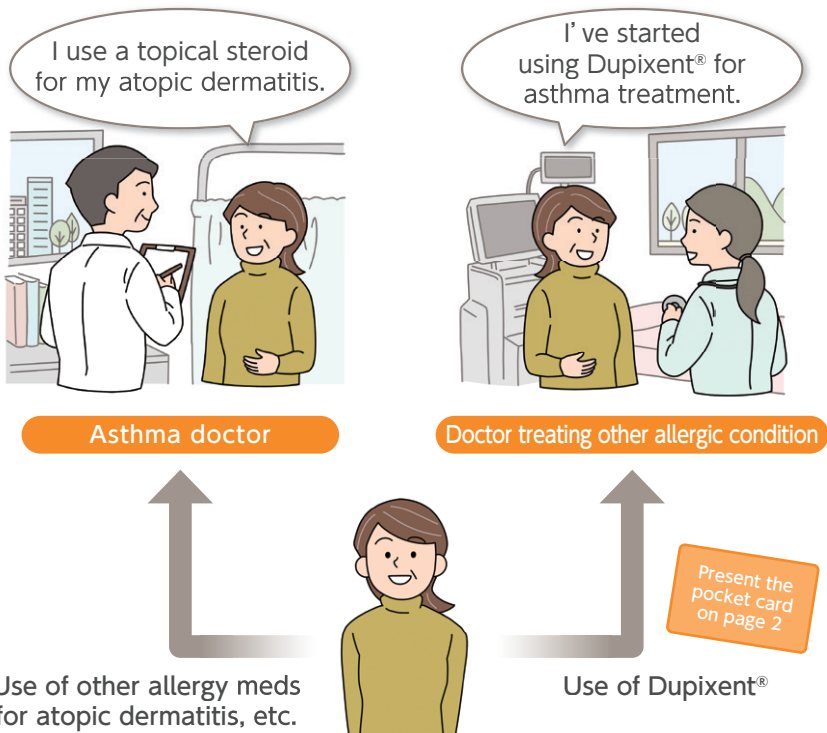 I use a topical steroid
for my atopic dermatitis.
I've started
using Dupixent® for
asthma treatment.
Asthma doctor
Doctor treating other allergic condition
Present the
pocket card
on page 2
Use of other allergy meds
for atopic dermatitis, etc.
Use of Dupixent®